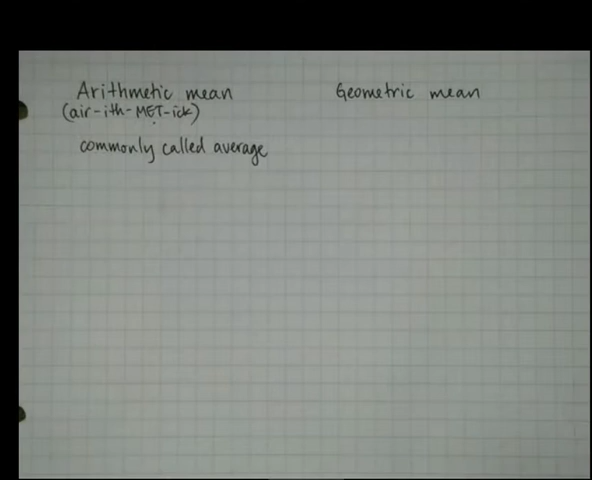 Arithmetic mean
(air-ith-MET-ick)
commonly called average
Geometric mean